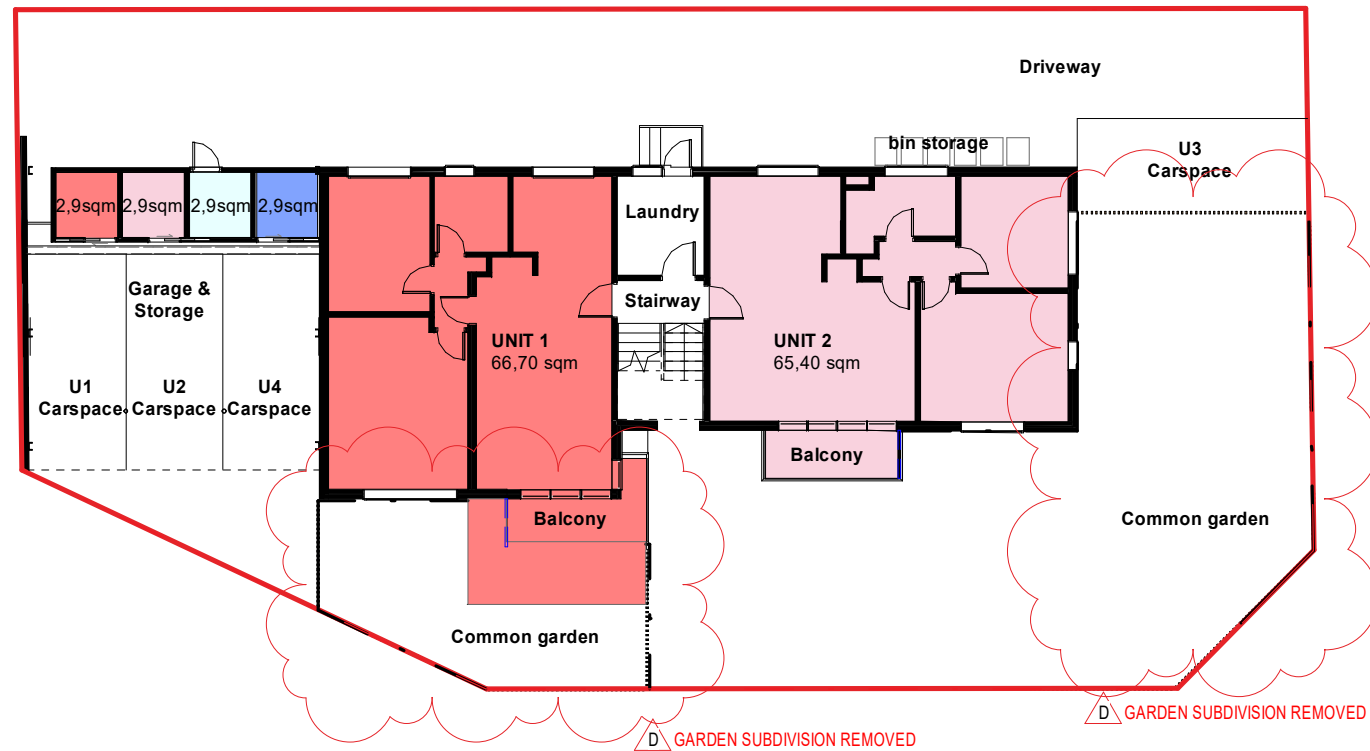 Driveway
bin storage
U3
Carspace
2,9sqm
2,9sqm
2,9sqm
2,9sqm
Laundry
Garage &
Storage
Stairway
UNIT 1
66,70 sqm
UNIT 2
65,40 sqm
U1
Carspace
U2
Carspace
U4
Carspace
Balcony
Balcony
Common garden
Common garden
D GARDEN SUBDIVISION REMOVED
D GARDEN SUBDIVISION REMOVED